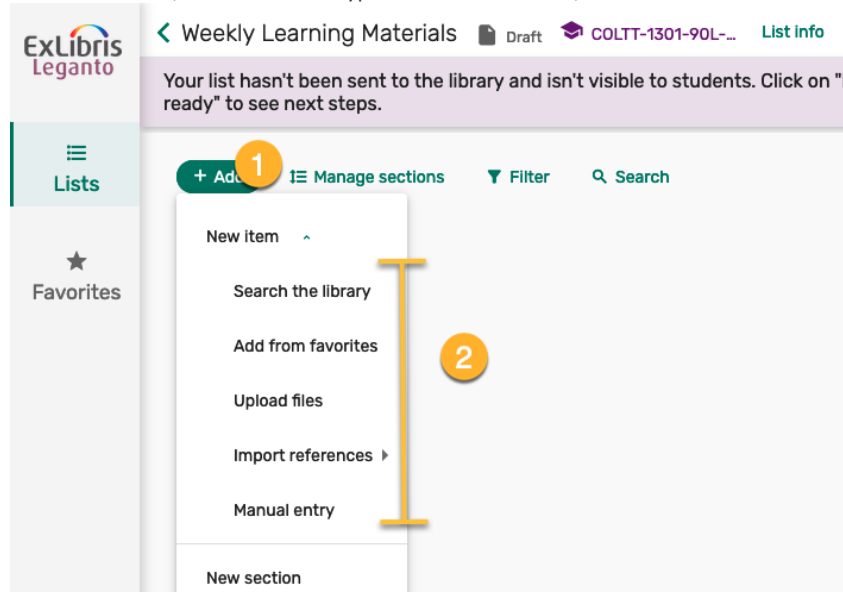 ExLibris
Leganto
Weekly Learning Materials Draft COLTT-1301-90L-... List info
Your list hasn't been sent to the library and isn't visible to students. Click on "
ready" to see next steps.
Lists
Favorites
+ Add 1 Manage sections Filter Search
New item
Search the library
Add from favorites
2
Upload files
Import references
Manual entry
New section